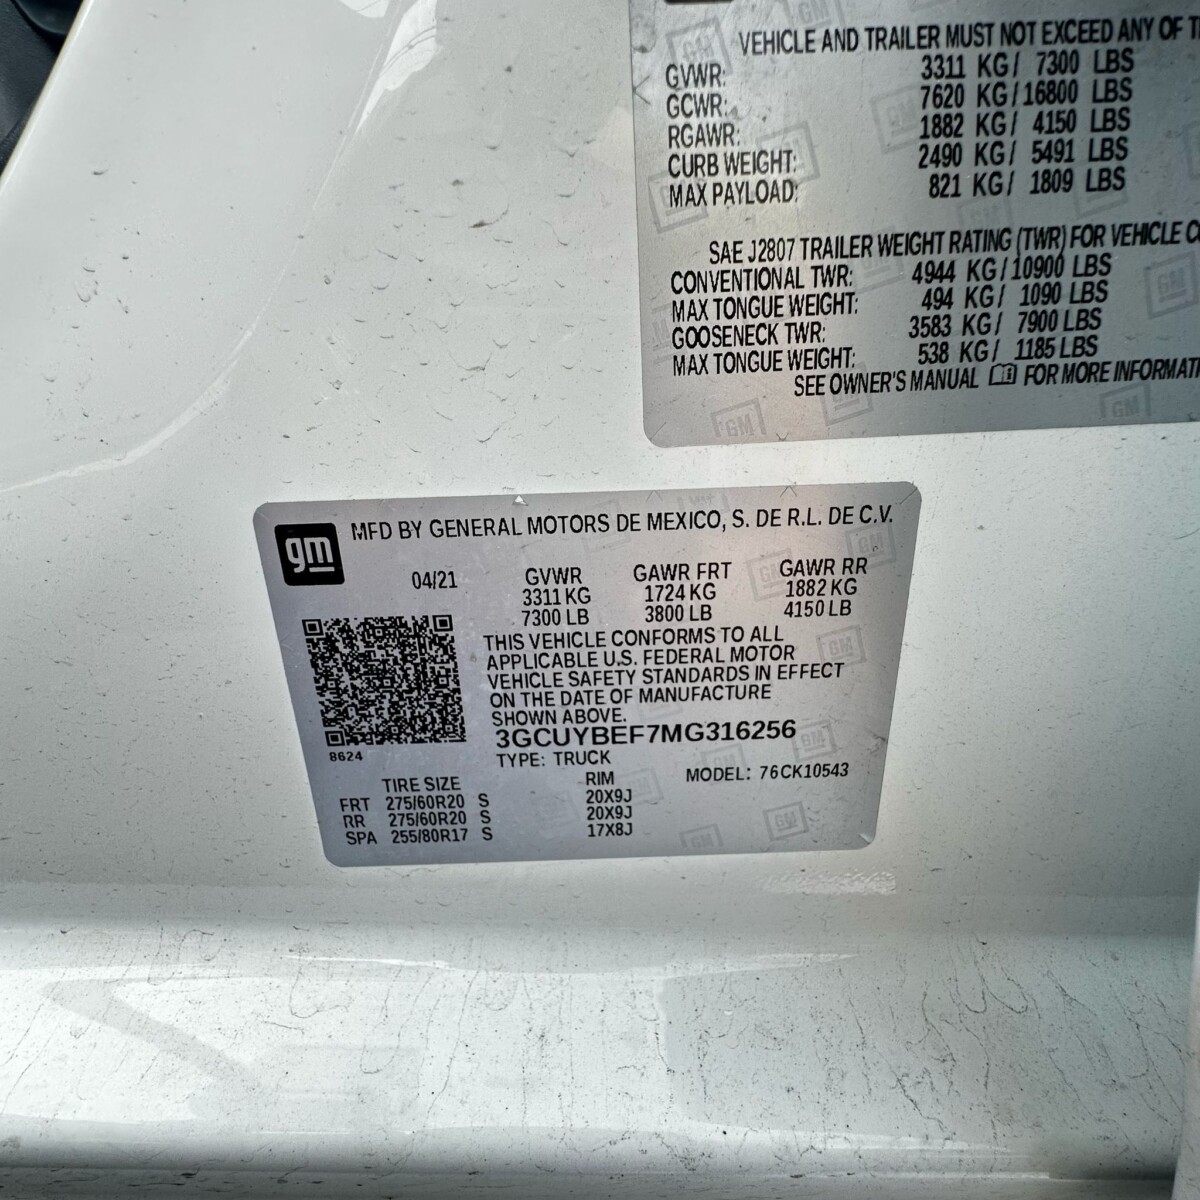 VEHICLE AND TRAILER MUST NOT EXCEED ANY OF
GVWR: 3311 KG/ 7300 LBS
GCWR: 7620 KG/16800 LBS
RGAWR: 1882 KG/ 4150 LBS
CURB WEIGHT: 2490 KG/ 5491 LBS
MAX PAYLOAD: 821 KG/ 1809 LBS
SAE J2807 TRAILER WEIGHT RATING (TWR) FOR VEHICLE
CONVENTIONAL TWR: 4944 KG/10900 LBS
MAX TONGUE WEIGHT: 494 KG/ 1090 LBS
GOOSENECK TWR: 3583 KG/ 7900 LBS
MAX TONGUE WEIGHT: 538 KG/ 1185 LBS
SEE OWNER'S MANUAL FOR MORE INFORMATI
gm
MFD BY GENERAL MOTORS DE MEXICO, S. DE R.L. DE C.V.
04/21 GVWR GAWR FRT GAWR RR
3311 KG 1724 KG 1882 KG
7300 LB 3800 LB 4150 LB
THIS VEHICLE CONFORMS TO ALL
APPLICABLE U.S. FEDERAL MOTOR
VEHICLE SAFETY STANDARDS IN EFFECT
ON THE DATE OF MANUFACTURE
SHOWN ABOVE.
3GCUYBEF7MG316256
8624 TYPE: TRUCK
MODEL: 76CK10543
TIRE SIZE RIM
FRT 275/60R20 S 20X9J
RR 275/60R20 S 20X9J
SPA 255/80R17 S 17X8J